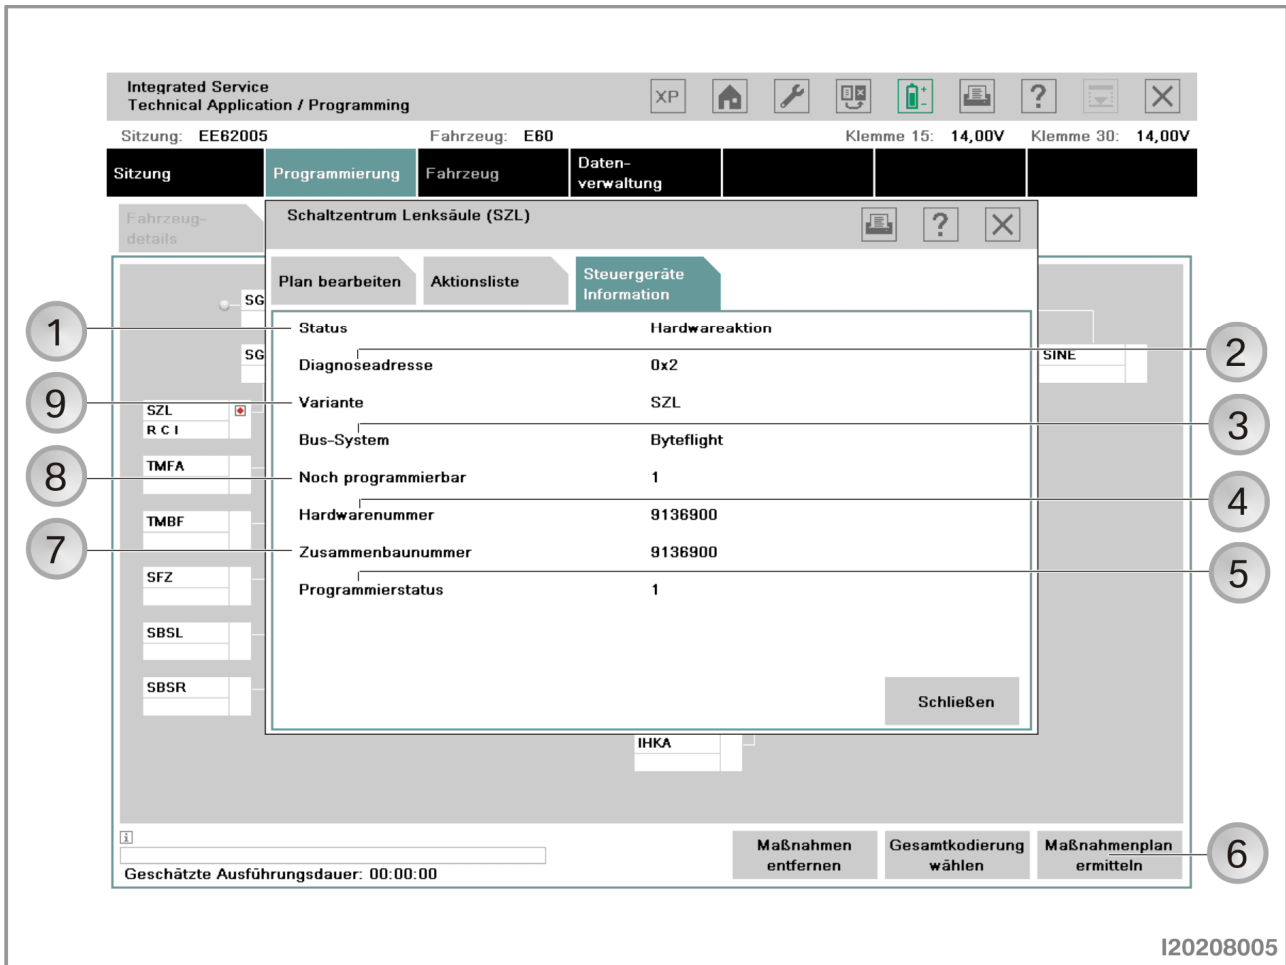 Integrated Service
Technical Application / Programming
XP
?
Sitzung: EE62005 Fahrzeug: E60 Klemme 15: 14,00V Klemme 30: 14,00V
Sitzung Programmierung Fahrzeug Daten-
verwaltung
Fahrzeug-
details
Schaltzentrum Lenksäule (SZL) ?
Plan bearbeiten Aktionsliste Steuergeräte
Information
SG
1 Status Hardwareaktion
SG
SINE
2
Diagnoseadresse 0x2
9 Variante SZL
SZL
RCI
3
Bus-System Byteflight
TMFA
8 Noch programmierbar 1
4
Hardwarenummer 9136900
TMBF
7 Zusammenbaunummer 9136900
5
SFZ
Programmierstatus 1
SBSL
SBSR
Schließen
IHKA
i
Maßnahmen
entfernen
Gesamtkodierung
wählen
Maßnahmenplan
ermitteln
6
Geschätzte Ausführungsdauer: 00:00:00
I20208005